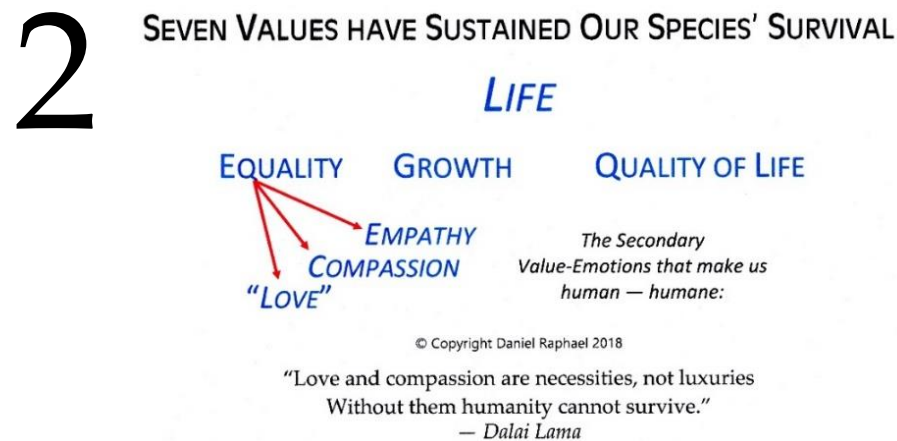 2
SEVEN VALUES HAVE SUSTAINED OUR SPECIES' SURVIVAL
LIFE
EQUALITY GROWTH QUALITY OF LIFE
EMPATHY
COMPASSION
“LOVE”
The Secondary
Value-Emotions that make us
human — humane:
© Copyright Daniel Raphael 2018
“Love and compassion are necessities, not luxuries
Without them humanity cannot survive.”
— Dalai Lama